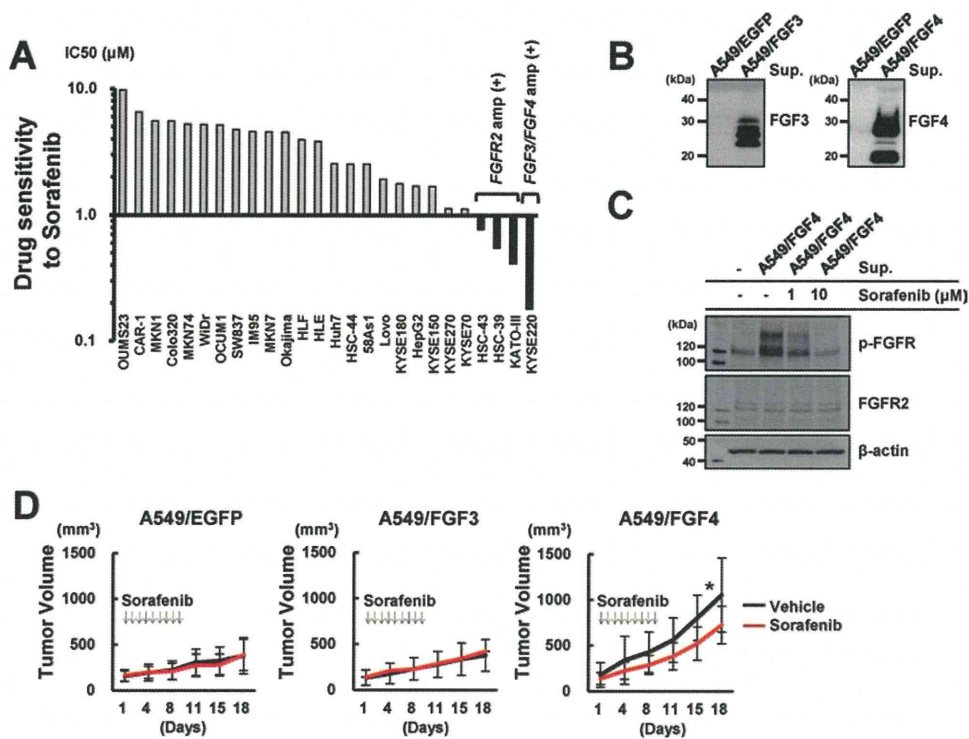 A
IC50 (μM)
Drug sensitivity
to Sorafenib
10.0
1.0
0.1
FGFR2 amp (+)
FGF3/FGF4 amp (+)
OUMS23
CAR-1
MKN1
Colo320
MKN74
WiDr
OCUM1
SW837
IM95
MKN7
Okajima
HLF
HLE
Huh7
HSC-44
58As1
Lovo
KYSE180
HepG2
KYSE150
KYSE270
KYSE70
HSC-43
HSC-39
KATO-III
KYSE220
B
A549/EGFP
A549/FGF3
Sup.
(kDa)
40
30
20
FGF3
A549/EGFP
A549/FGF4
Sup.
(kDa)
40
30
20
FGF4
C
- A549/FGF4 A549/FGF4 A549/FGF4 Sup.
- - 1 10 Sorafenib (μM)
(kDa)
120
100
p-FGFR
120
100
FGFR2
50
40
β-actin
D
A549/EGFP
(mm³)
Tumor Volume
1500
1000
500
0
Sorafenib
1 4 8 11 15 18
(Days)
A549/FGF3
(mm³)
Tumor Volume
1500
1000
500
0
Sorafenib
1 4 8 11 15 18
(Days)
A549/FGF4
(mm³)
Tumor Volume
1500
1000
500
0
Sorafenib
*
1 4 8 11 15 18
(Days)
Vehicle
Sorafenib